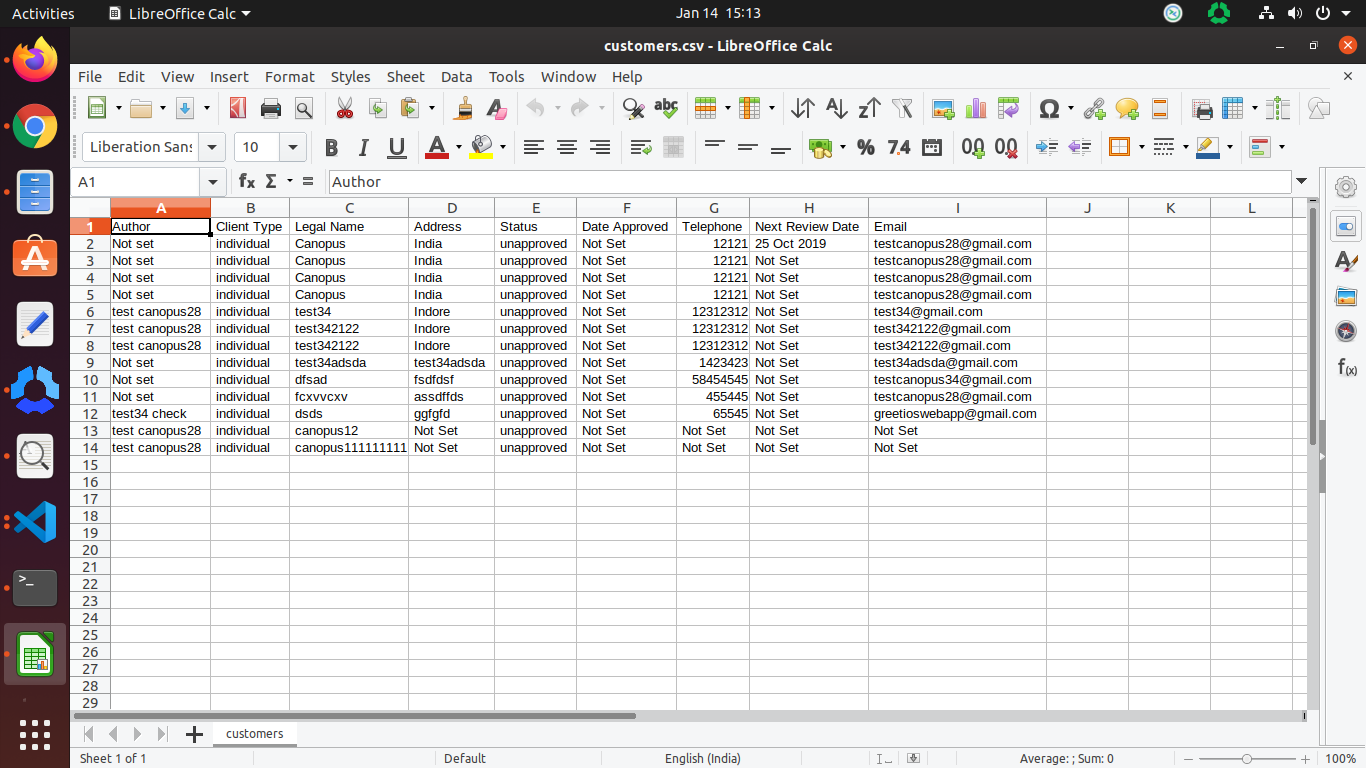 Activities LibreOffice Calc Jan 14 15:13
customers.csv - LibreOffice Calc
File Edit View Insert Format Styles Sheet Data Tools Window Help
Liberation Sans 10
A1 Author
A B C D E F G H I J K L
1 Author Client Type Legal Name Address Status Date Approved Telephone Next Review Date Email
2 Not set individual Canopus India unapproved Not Set 12121 25 Oct 2019 testcanopus28@gmail.com
3 Not set individual Canopus India unapproved Not Set 12121 Not Set testcanopus28@gmail.com
4 Not set individual Canopus India unapproved Not Set 12121 Not Set testcanopus28@gmail.com
5 Not set individual Canopus India unapproved Not Set 12121 Not Set testcanopus28@gmail.com
6 test canopus28 individual test34 Indore unapproved Not Set 12312312 Not Set test34@gmail.com
7 test canopus28 individual test342122 Indore unapproved Not Set 12312312 Not Set test342122@gmail.com
8 test canopus28 individual test342122 Indore unapproved Not Set 12312312 Not Set test342122@gmail.com
9 Not set individual test34adsda test34adsda unapproved Not Set 1423423 Not Set test34adsda@gmail.com
10 Not set individual dfsad fsdfdsf unapproved Not Set 58454545 Not Set testcanopus34@gmail.com
11 Not set individual fcxvvcxv assdffds unapproved Not Set 455445 Not Set testcanopus28@gmail.com
12 test34 check individual dsds ggfgfd unapproved Not Set 65545 Not Set greetioswebapp@gmail.com
13 test canopus28 individual canopus12 Not Set unapproved Not Set Not Set Not Set Not Set
14 test canopus28 individual canopus111111111 Not Set unapproved Not Set Not Set Not Set Not Set
15
16
17
18
19
20
21
22
23
24
25
26
27
28
29
customers
Sheet 1 of 1 Default English (India) Average: ; Sum: 0 100%